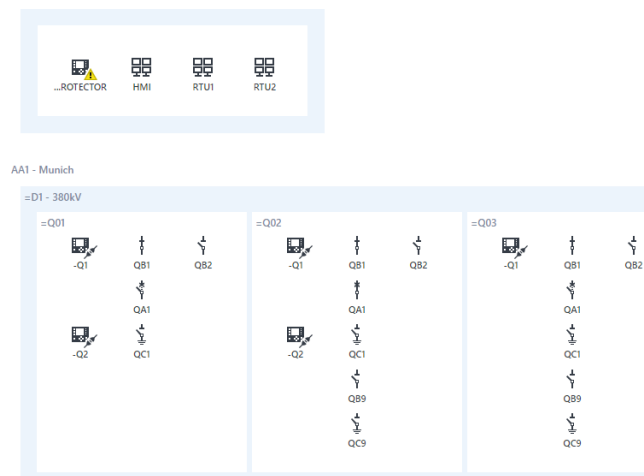 ...ROTECTOR HMI RTU1 RTU2
AA1 - Munich
=D1 - 380kV
=Q01 =Q02 =Q03
-Q1 QB1 QB2 -Q1 QB1 QB2 -Q1 QB1 QB2
QA1 QA1 QA1
-Q2 QC1 -Q2 QC1 QC1
QB9 QB9
QC9 QC9